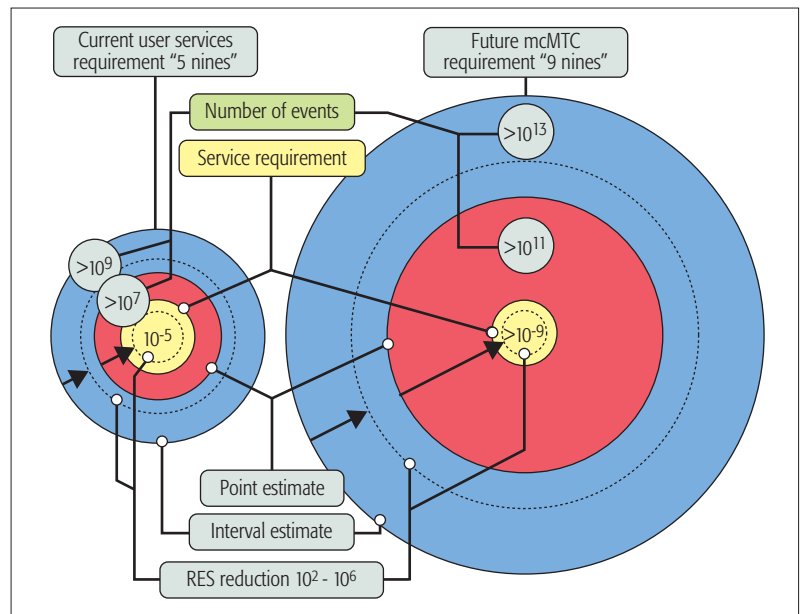 Current user services
requirement “5 nines”
Future mcMTC
requirement “9 nines”
Number of events
>10¹³
Service requirement
>10¹¹
>10⁹
>10⁷
10⁻⁵
>10⁻⁹
Point estimate
Interval estimate
RES reduction 10² - 10⁶